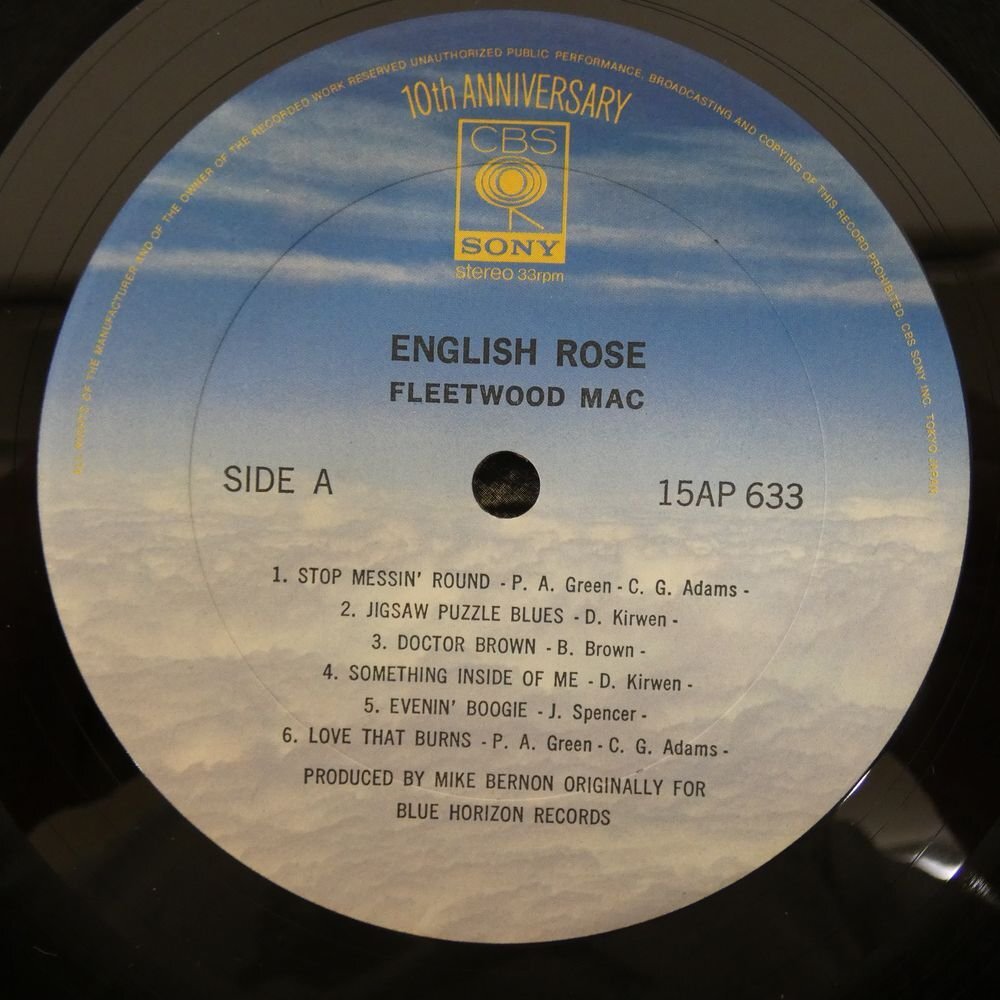 ALL RIGHTS OF THE MANUFACTURER AND OF THE OWNER OF THE RECORDED WORK RESERVED UNAUTHORIZED PUBLIC PERFORMANCE, BROADCASTING AND COPYING OF THIS RECORD PROHIBITED. CBS SONY INC. TOKYO JAPAN
10th ANNIVERSARY
CBS
SONY
stereo 33rpm
ENGLISH ROSE
FLEETWOOD MAC
SIDE A
15AP 633
1. STOP MESSIN' ROUND - P. A. Green - C. G. Adams -
2. JIGSAW PUZZLE BLUES - D. Kirwen -
3. DOCTOR BROWN - B. Brown -
4. SOMETHING INSIDE OF ME - D. Kirwen -
5. EVENIN' BOOGIE - J. Spencer -
6. LOVE THAT BURNS - P. A. Green - C. G. Adams -
PRODUCED BY MIKE BERNON ORIGINALLY FOR
BLUE HORIZON RECORDS